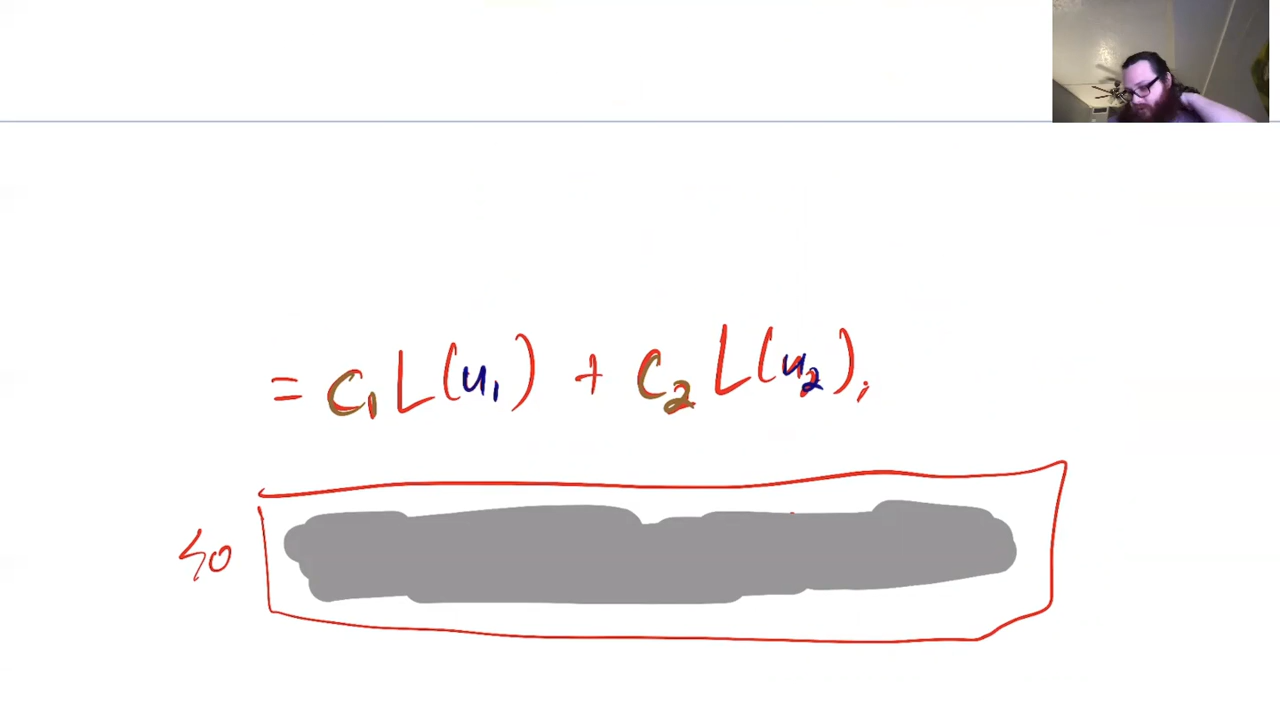 = C₁L(u₁) + C₂L(u₂),
so